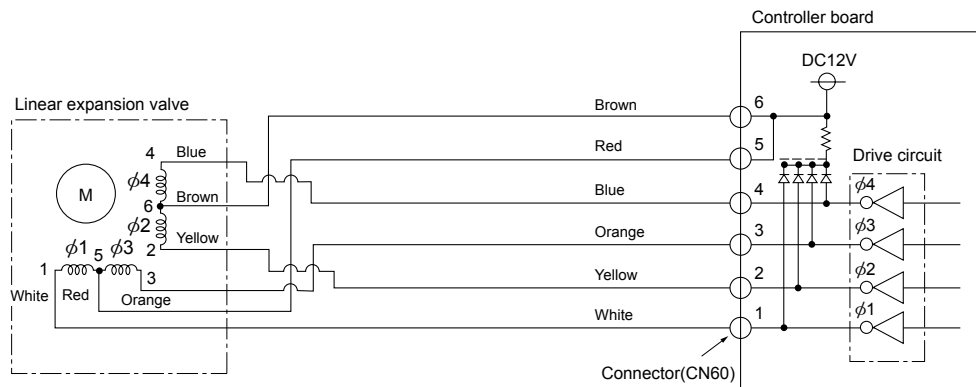 Controller board
DC12V
Linear expansion valve
Brown
6
4
Blue
Red
5
Drive circuit
ϕ4
M
Brown
6
Blue
4
ϕ4
ϕ2
Yellow
2
Orange
3
ϕ3
ϕ1
5
ϕ3
1
3
Yellow
2
ϕ2
White
Red
Orange
White
1
ϕ1
Connector(CN60)